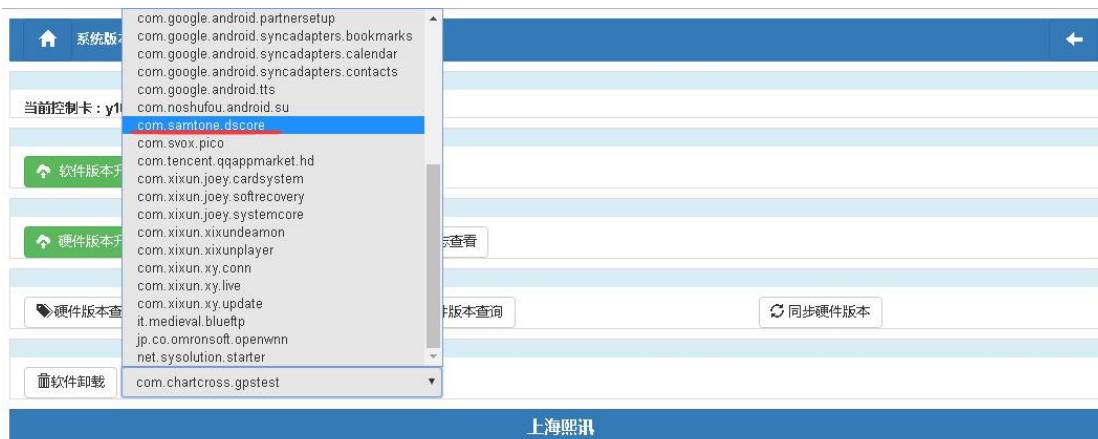 系统版本
com.google.android.partnersetup
com.google.android.syncadapters.bookmarks
com.google.android.syncadapters.calendar
com.google.android.syncadapters.contacts
com.google.android.tts
com.noshufou.android.su
com.samtone.dscore
com.svox.pico
com.tencent.qqappmarket.hd
com.xixun.joey.cardsystem
com.xixun.joey.softrecovery
com.xixun.joey.systemcore
com.xixun.xixundeamon
com.xixun.xixunplayer
com.xixun.xy.conn
com.xixun.xy.live
com.xixun.xy.update
it.medieval.blueftp
jp.co.omronsoft.openwnn
net.sysolution.starter
当前控制卡：y1
软件版本升
硬件版本升
查看
硬件版本查
版本查询
同步硬件版本
软件卸载
com.chartcross.gpstest
上海熙讯